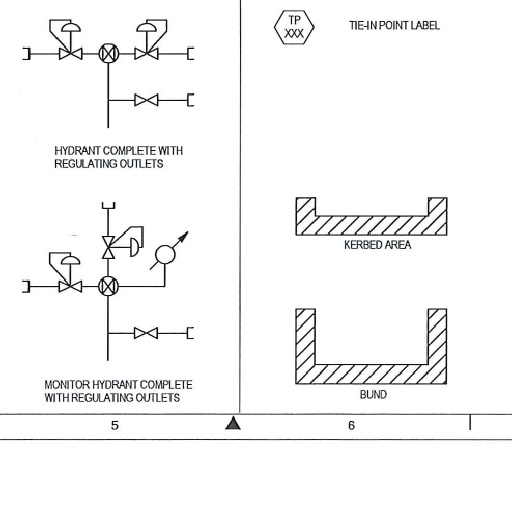 HYDRANT COMPLETE WITH
REGULATING OUTLETS
MONITOR HYDRANT COMPLETE
WITH REGULATING OUTLETS
5
TP
XXX
TIE-IN POINT LABEL
KERBED AREA
BUND
6